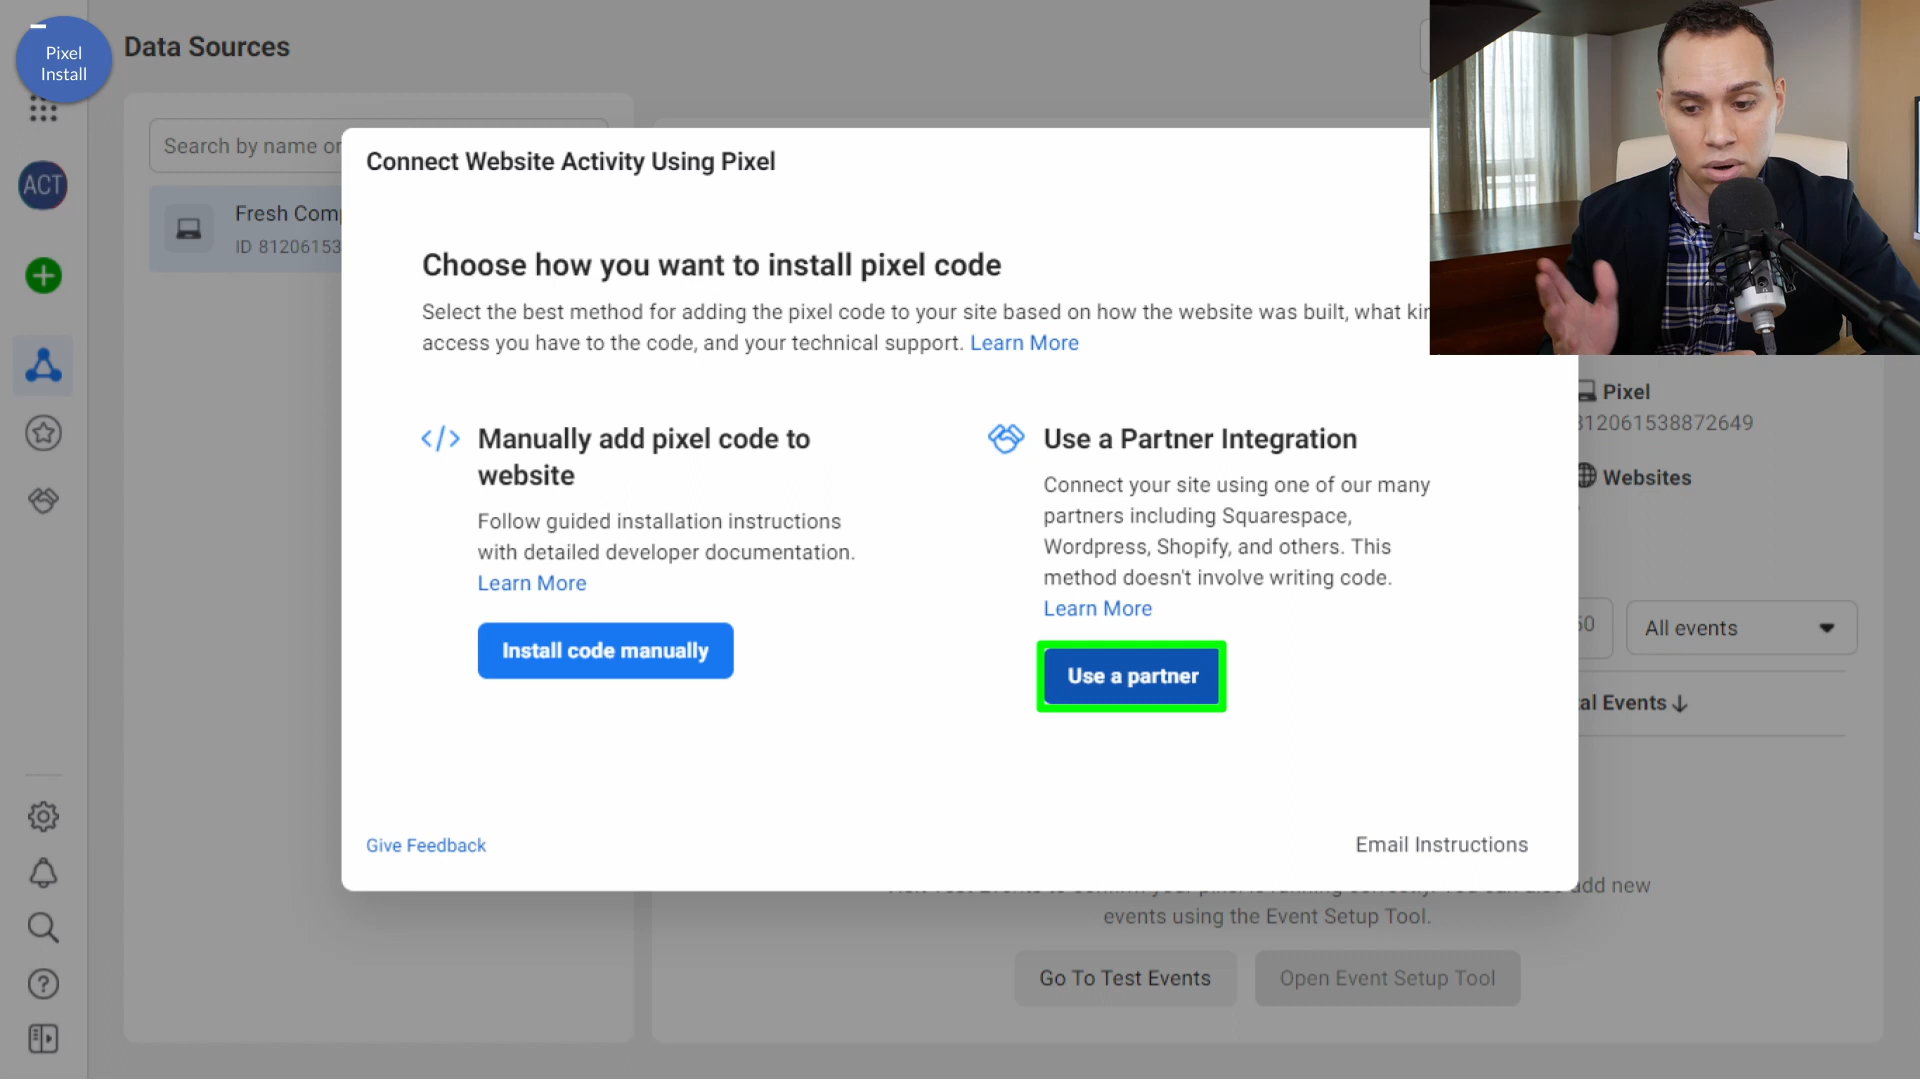 Pixel
Install
Data Sources
Search by name or
ACT
Fresh Comp
ID 81206153
Connect Website Activity Using Pixel
Choose how you want to install pixel code
Select the best method for adding the pixel code to your site based on how the website was built, what kin
access you have to the code, and your technical support. Learn More
Manually add pixel code to
website
Follow guided installation instructions
with detailed developer documentation.
Learn More
Install code manually
Use a Partner Integration
Connect your site using one of our many
partners including Squarespace,
Wordpress, Shopify, and others. This
method doesn't involve writing code.
Learn More
Use a partner
Give Feedback
Email Instructions
Pixel
812061538872649
Websites
All events
al Events
add new
events using the Event Setup Tool.
Go To Test Events
Open Event Setup Tool